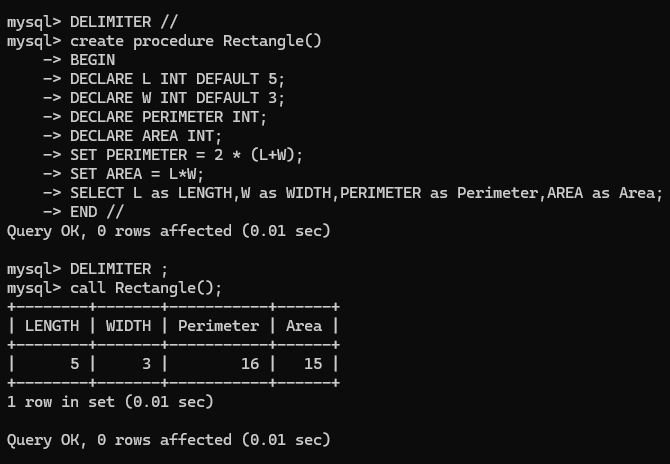 mysql> DELIMITER //
mysql> create procedure Rectangle()
    -> BEGIN
    -> DECLARE L INT DEFAULT 5;
    -> DECLARE W INT DEFAULT 3;
    -> DECLARE PERIMETER INT;
    -> DECLARE AREA INT;
    -> SET PERIMETER = 2 * (L+W);
    -> SET AREA = L*W;
    -> SELECT L as LENGTH,W as WIDTH,PERIMETER as Perimeter,AREA as Area;
    -> END //
Query OK, 0 rows affected (0.01 sec)

mysql> DELIMITER ;
mysql> call Rectangle();
+--------+-------+-----------+------+
| LENGTH | WIDTH | Perimeter | Area |
+--------+-------+-----------+------+
|      5 |     3 |        16 |   15 |
+--------+-------+-----------+------+
1 row in set (0.01 sec)

Query OK, 0 rows affected (0.01 sec)